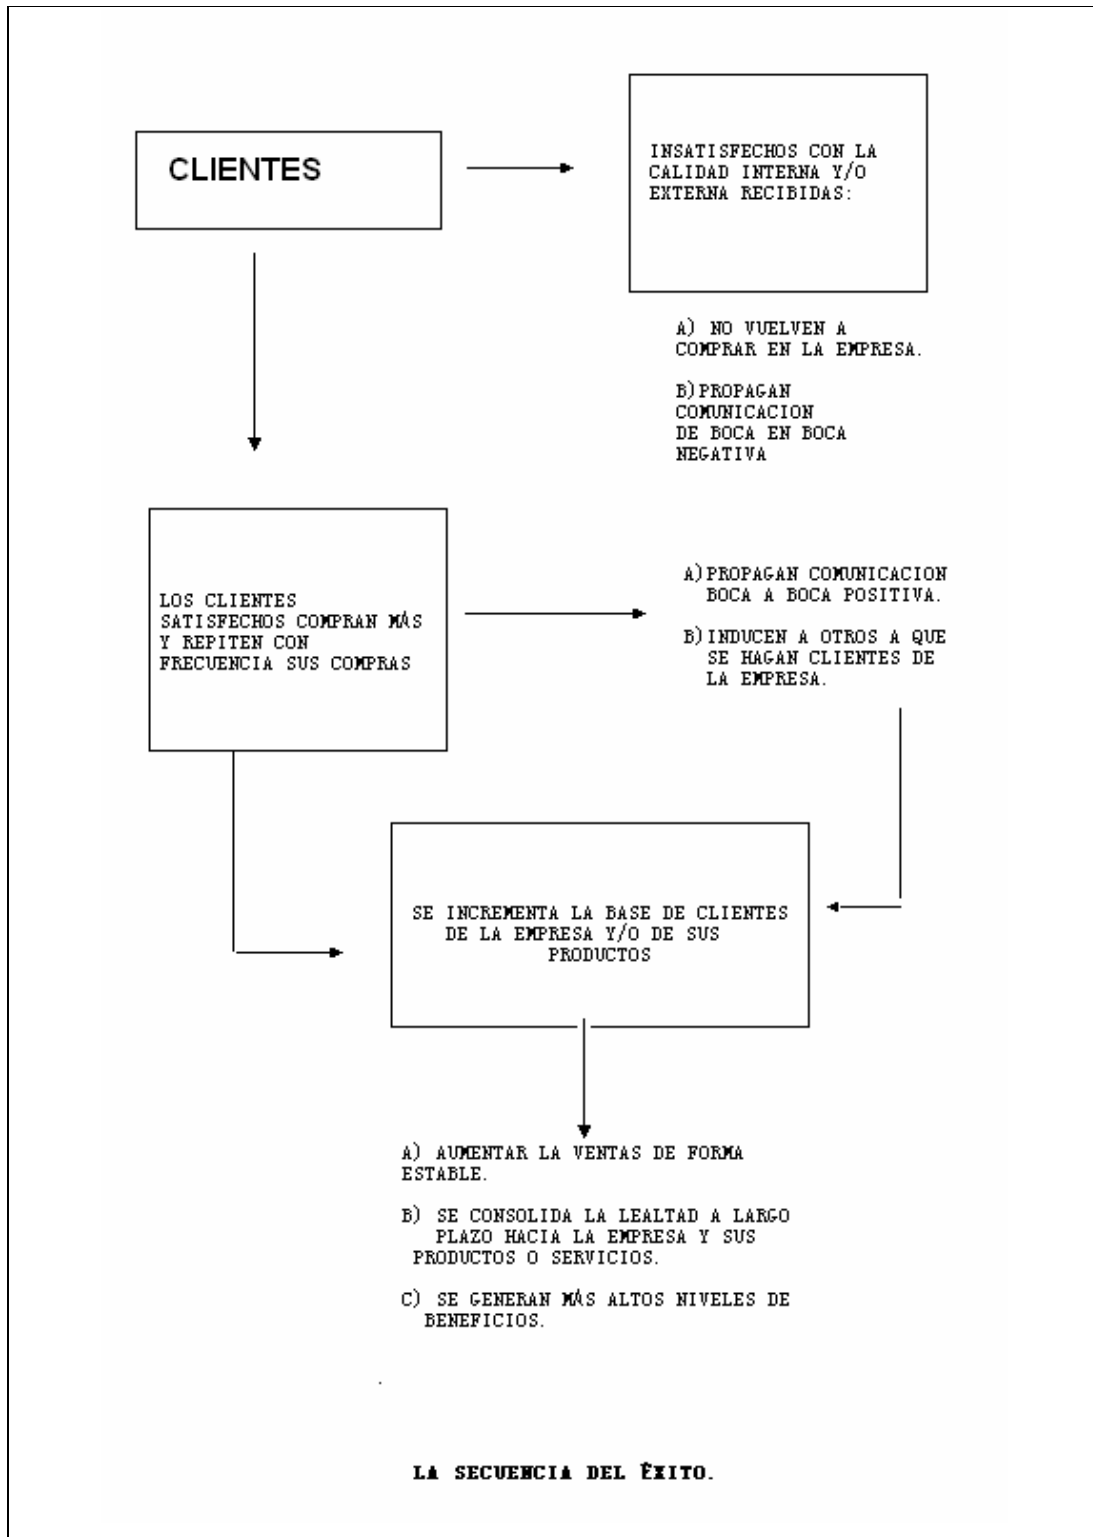 CLIENTES
INSATISFECHOS CON LA
CALIDAD INTERNA Y/O
EXTERNA RECIBIDAS:
A) NO VUELVEN A
COMPRAR EN LA EMPRESA.
B)PROPAGAN
COMUNICACION
DE BOCA EN BOCA
NEGATIVA
LOS CLIENTES
SATISFECHOS COMPRAN MÁS
Y REPITEN CON
FRECUENCIA SUS COMPRAS
A)PROPAGAN COMUNICACION
BOCA A BOCA POSITIVA.
B)INDUCEN A OTROS A QUE
SE HAGAN CLIENTES DE
LA EMPRESA.
SE INCREMENTA LA BASE DE CLIENTES
DE LA EMPRESA Y/O DE SUS
PRODUCTOS
A) AUMENTAR LA VENTAS DE FORMA
ESTABLE.
B) SE CONSOLIDA LA LEALTAD A LARGO
PLAZO HACIA LA EMPRESA Y SUS
PRODUCTOS O SERVICIOS.
C) SE GENERAN MÁS ALTOS NIVELES DE
BENEFICIOS.
LA SECUENCIA DEL ÉXITO.